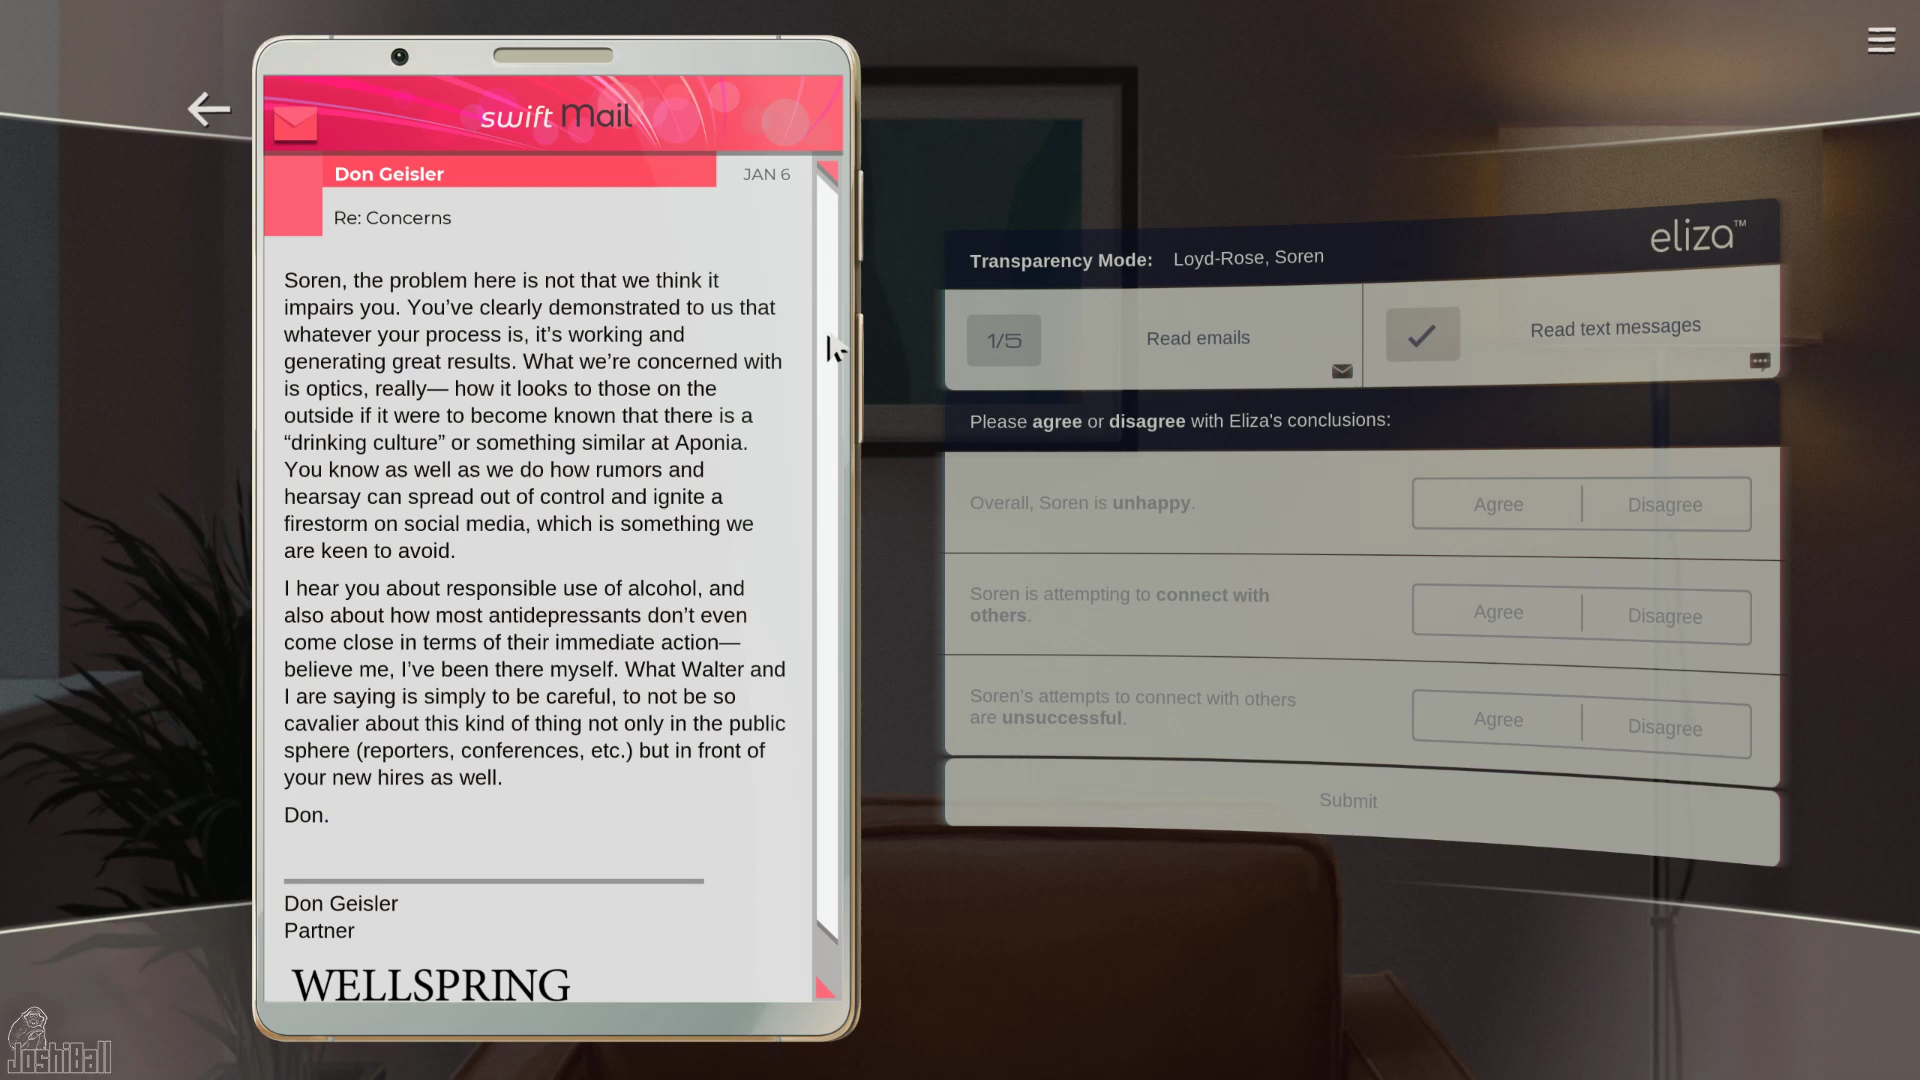 swift Mail
Don Geisler
JAN 6
Re: Concerns
Soren, the problem here is not that we think it
impairs you. You’ve clearly demonstrated to us that
whatever your process is, it’s working and
generating great results. What we’re concerned with
is optics, really— how it looks to those on the
outside if it were to become known that there is a
“drinking culture” or something similar at Aponia.
You know as well as we do how rumors and
hearsay can spread out of control and ignite a
firestorm on social media, which is something we
are keen to avoid.
I hear you about responsible use of alcohol, and
also about how most antidepressants don’t even
come close in terms of their immediate action—
believe me, I’ve been there myself. What Walter and
I are saying is simply to be careful, to not be so
cavalier about this kind of thing not only in the public
sphere (reporters, conferences, etc.) but in front of
your new hires as well.
Don.
Don Geisler
Partner
WELLSPRING
eliza™
Transparency Mode: Loyd-Rose, Soren
1/5
Read emails
Read text messages
Please agree or disagree with Eliza's conclusions:
Overall, Soren is unhappy.
Agree
Disagree
Soren is attempting to connect with
others.
Agree
Disagree
Soren's attempts to connect with others
are unsuccessful.
Agree
Disagree
Submit
JoshiBall